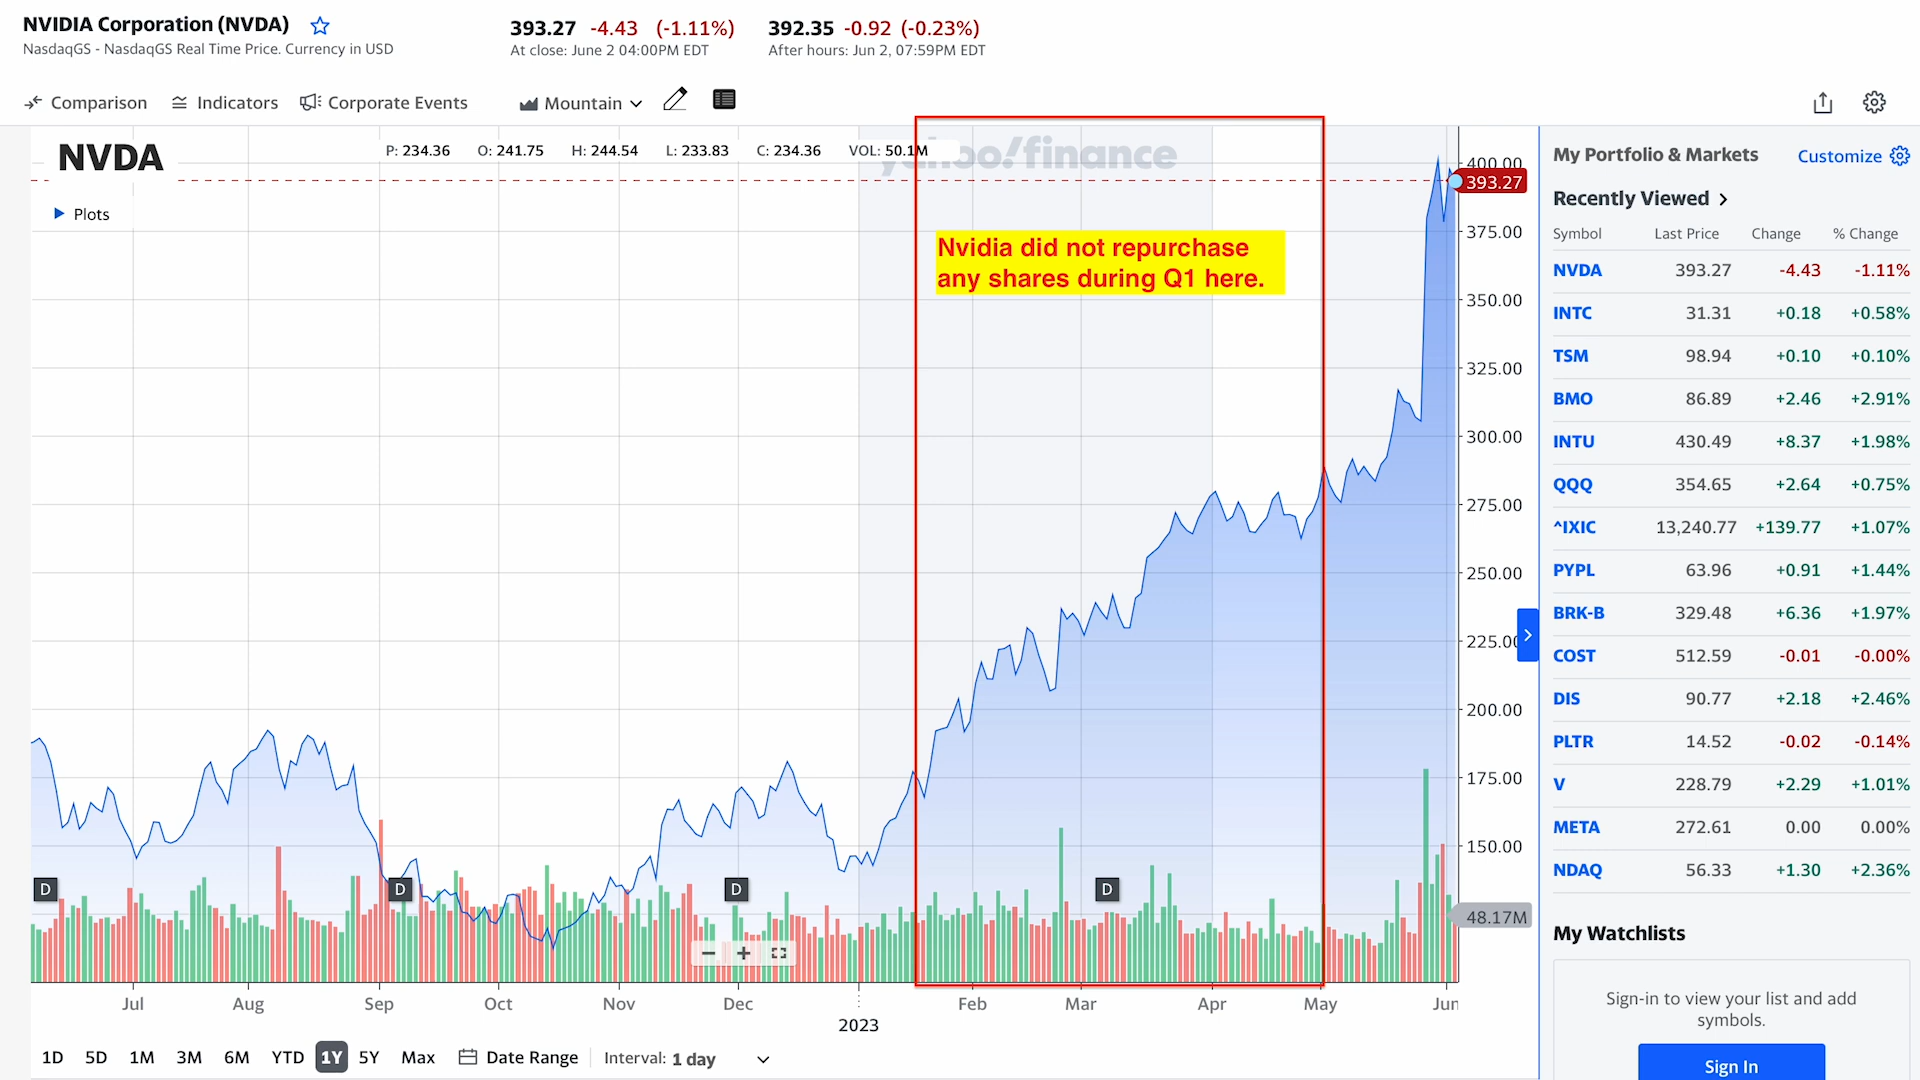 NVIDIA Corporation (NVDA)
NasdaqGS - NasdaqGS Real Time Price. Currency in USD
393.27 -4.43 (-1.11%)
At close: June 2 04:00PM EDT
392.35 -0.92 (-0.23%)
After hours: Jun 2, 07:59PM EDT
Comparison Indicators Corporate Events Mountain
NVDA
P: 234.36 O: 241.75 H: 244.54 L: 233.83 C: 234.36 VOL: 50.1M
yahoo!finance
Plots
Nvidia did not repurchase
any shares during Q1 here.
400.00
393.27
375.00
350.00
325.00
300.00
275.00
250.00
225.00
200.00
175.00
150.00
48.17M
D D D D
Jul Aug Sep Oct Nov Dec 2023 Feb Mar Apr May Jun
1D 5D 1M 3M 6M YTD 1Y 5Y Max Date Range Interval: 1 day
My Portfolio & Markets Customize
Recently Viewed
Symbol Last Price Change % Change
NVDA 393.27 -4.43 -1.11%
INTC 31.31 +0.18 +0.58%
TSM 98.94 +0.10 +0.10%
BMO 86.89 +2.46 +2.91%
INTU 430.49 +8.37 +1.98%
QQQ 354.65 +2.64 +0.75%
^IXIC 13,240.77 +139.77 +1.07%
PYPL 63.96 +0.91 +1.44%
BRK-B 329.48 +6.36 +1.97%
COST 512.59 -0.01 -0.00%
DIS 90.77 +2.18 +2.46%
PLTR 14.52 -0.02 -0.14%
V 228.79 +2.29 +1.01%
META 272.61 0.00 0.00%
NDAQ 56.33 +1.30 +2.36%
My Watchlists
Sign-in to view your list and add
symbols.
Sign In